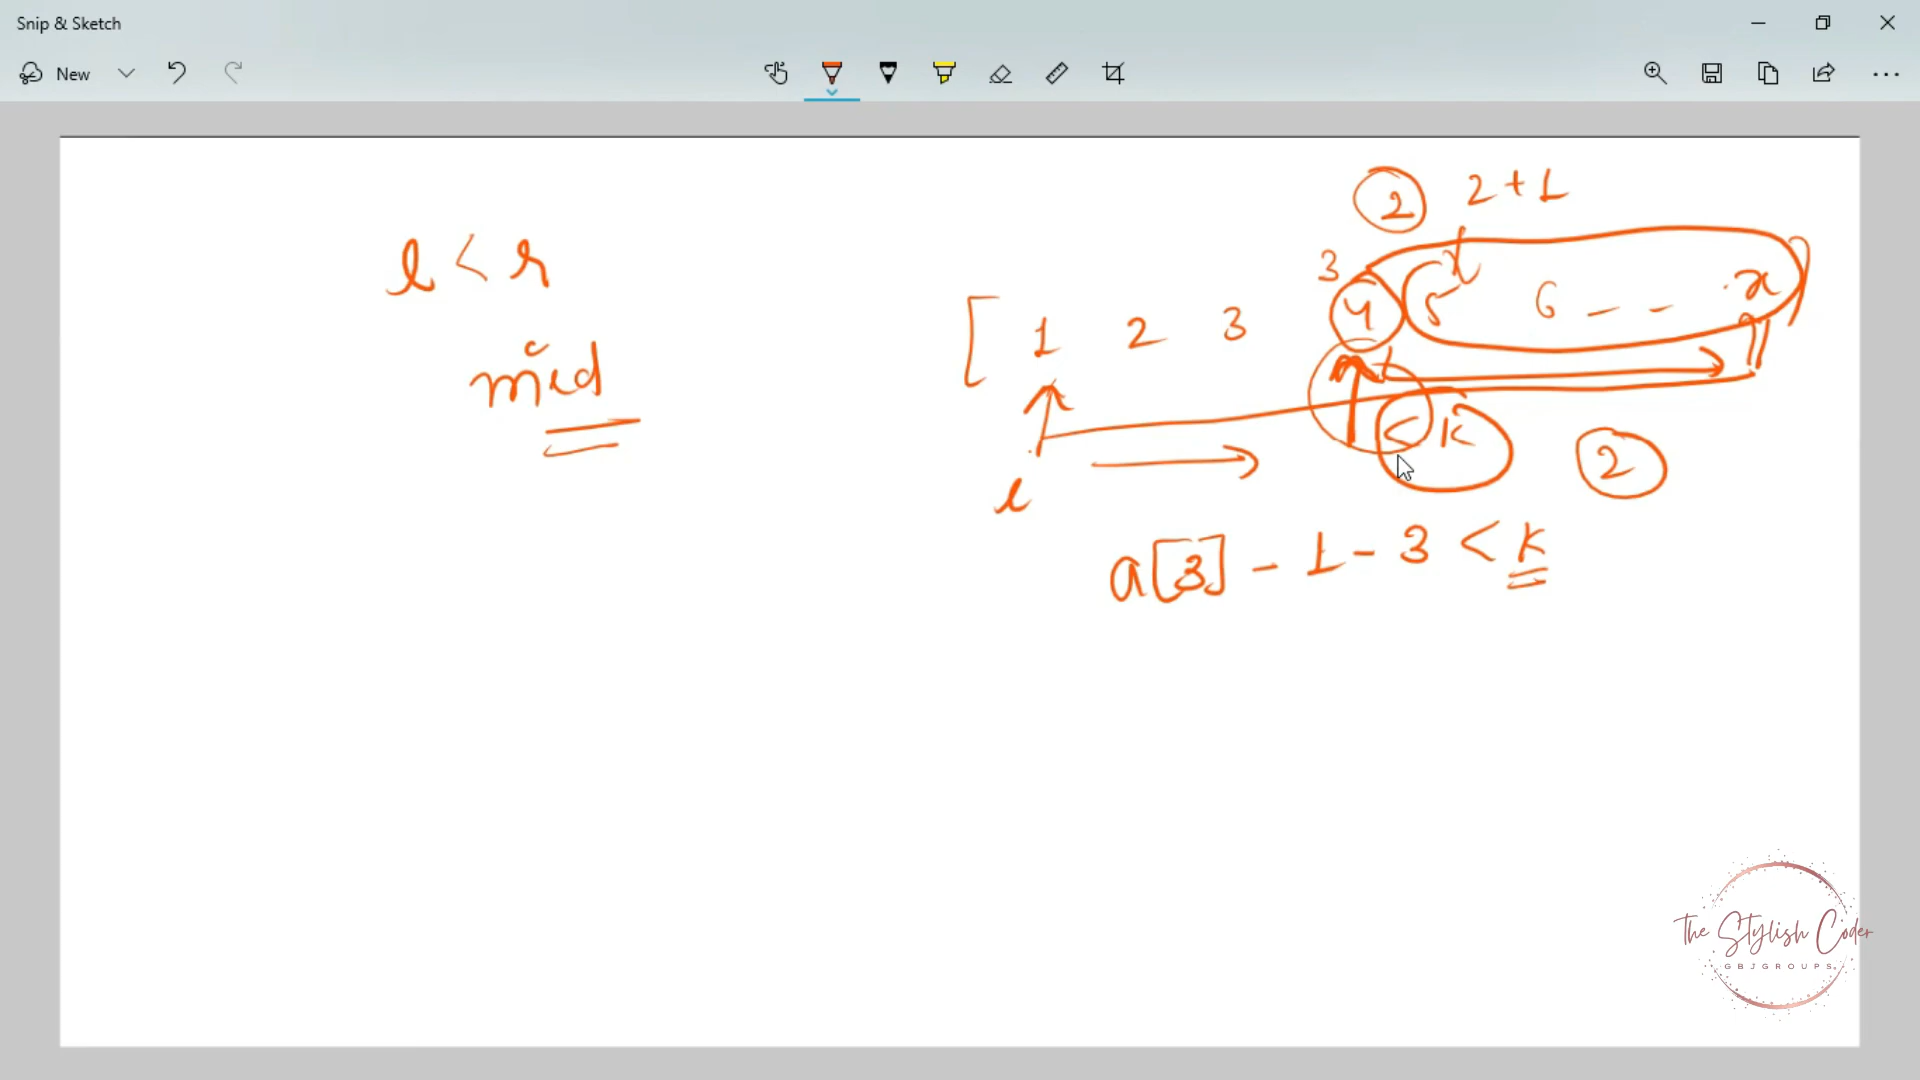 Snip & Sketch
New
2 2 + 1
l < r
3
[ 1 2 3 4 5 6 _ _ x
mid
< k
2
l
a[3] - 1 - 3 < k
The Stylish Coder
GBJGROUPS